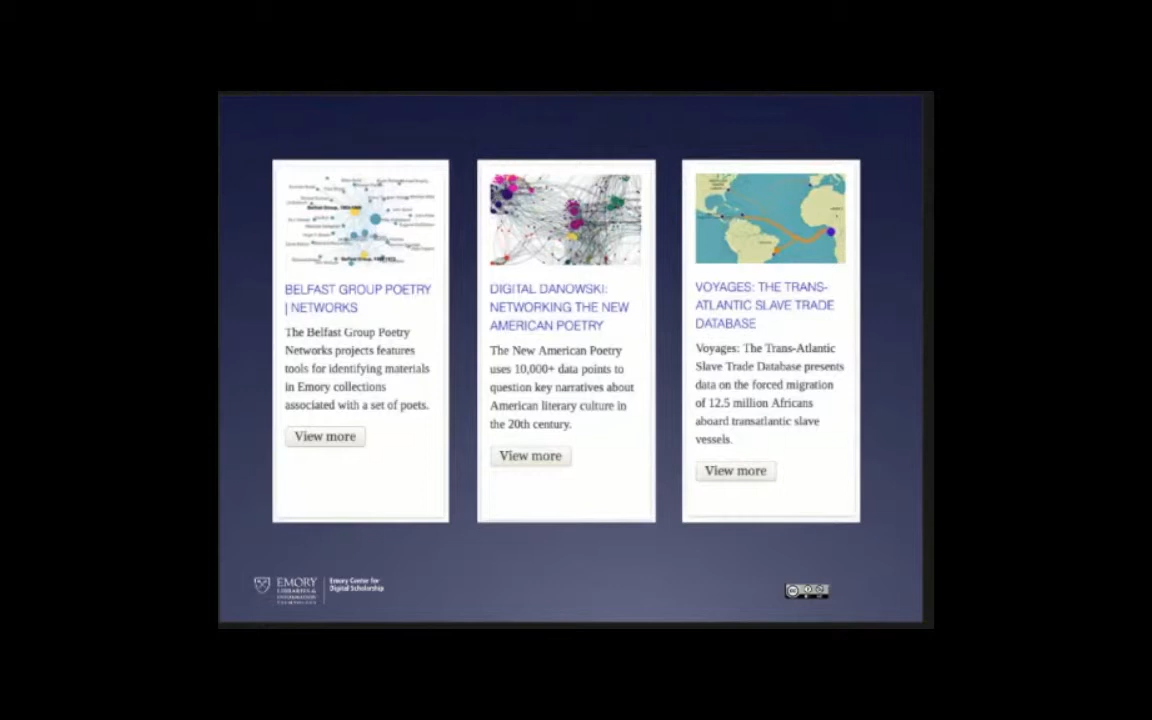 BELFAST GROUP POETRY
| NETWORKS
The Belfast Group Poetry
Networks projects features
tools for identifying materials
in Emory collections
associated with a set of poets.
View more
DIGITAL DANOWSKI:
NETWORKING THE NEW
AMERICAN POETRY
The New American Poetry
uses 10,000+ data points to
question key narratives about
American literary culture in
the 20th century.
View more
VOYAGES: THE TRANS-
ATLANTIC SLAVE TRADE
DATABASE
Voyages: The Trans-Atlantic
Slave Trade Database presents
data on the forced migration
of 12.5 million Africans
aboard transatlantic slave
vessels.
View more
EMORY
LIBRARIES &
INFORMATION
TECHNOLOGY
Emory Center for
Digital Scholarship